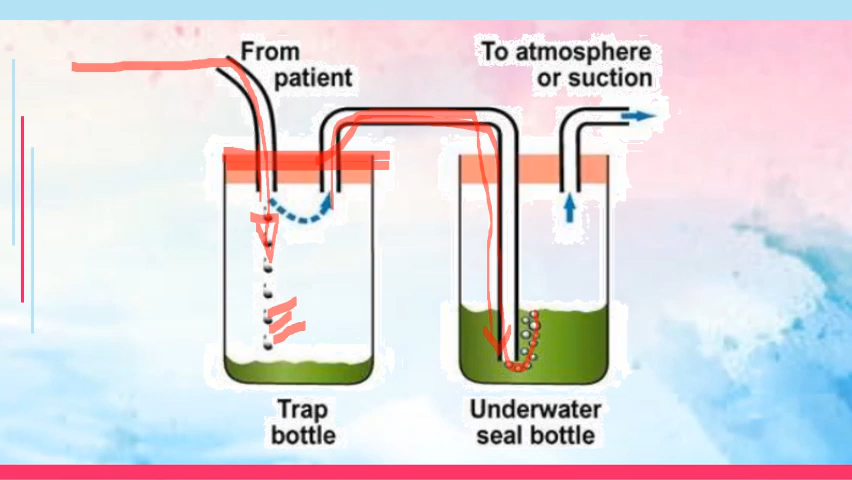 From
patient
To atmosphere
or suction
Trap
bottle
Underwater
seal bottle